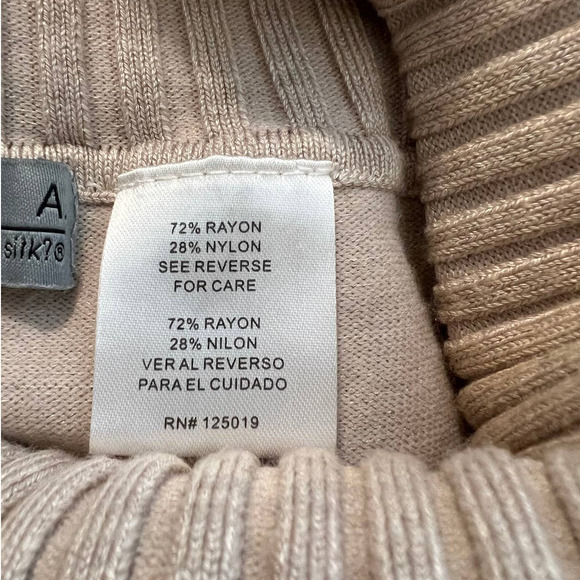 A.
silk?®
72% RAYON
28% NYLON
SEE REVERSE
FOR CARE
72% RAYON
28% NILON
VER AL REVERSO
PARA EL CUIDADO
RN# 125019